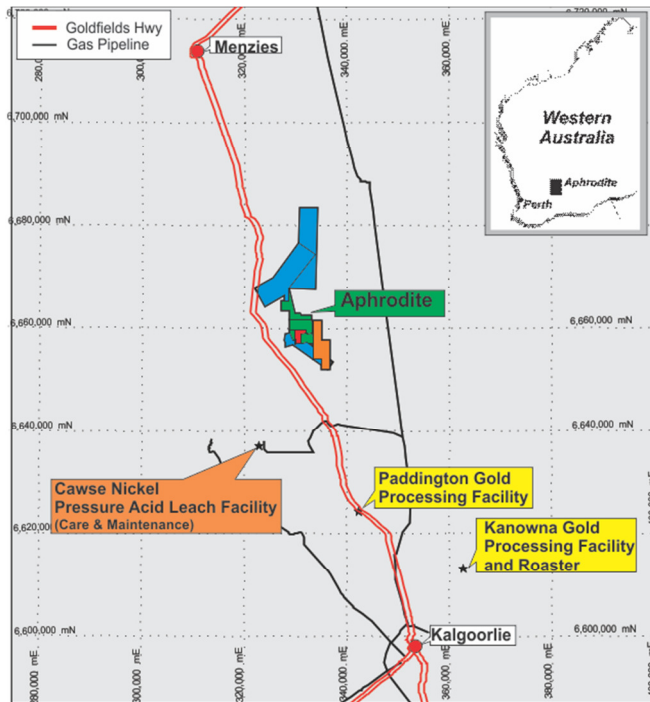 Goldfields Hwy
Gas Pipeline
280,
300,000 mE
320,000 mE
340,000 mE
360,000 mE
Menzies
6,700,000 mN
Western
Australia
Aphrodite
Perth
6,680,000 mN
Aphrodite
6,660,000 mN
6,660,000 mN
6,640,000 mN
6,640,000 mN
Cawse Nickel
Pressure Acid Leach Facility
(Care & Maintenance)
Paddington Gold
Processing Facility
Kanowna Gold
Processing Facility
and Roaster
6,620,000 mN
6,600,000 mN
6,600,000 mN
Kalgoorlie
280,000 mE
300,000 mE
320,000 mE
340,000 mE
360,000 mE
380,000 mE